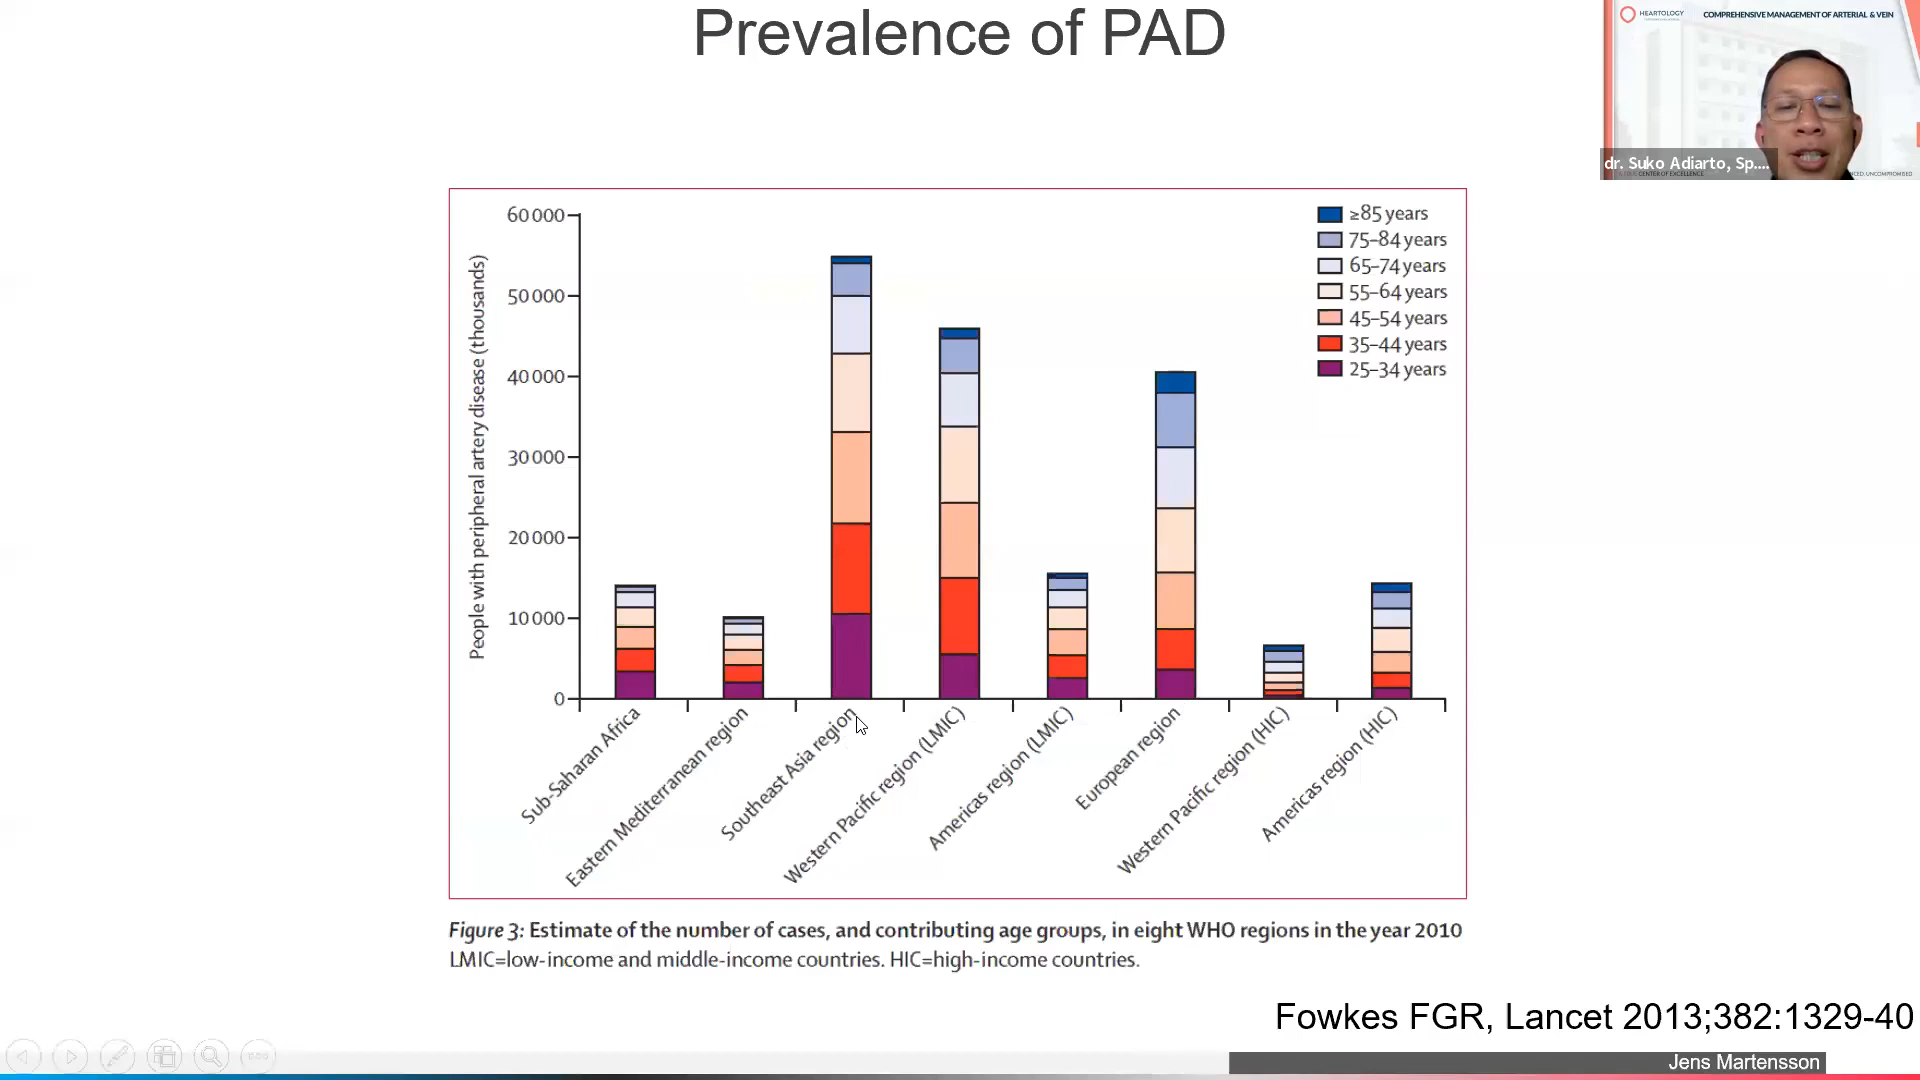 Prevalence of PAD
HEARTOLOGY
COMPREHENSIVE MANAGEMENT OF ARTERIAL & VEIN
dr. Suko Adiarto, Sp....
CENTER OF EXCELLENCE
UNCOMPROMISED
People with peripheral artery disease (thousands)
60 000
50 000
40 000
30 000
20 000
10 000
0
≥85 years
75–84 years
65–74 years
55–64 years
45–54 years
35–44 years
25–34 years
Sub-Saharan Africa
Eastern Mediterranean region
Southeast Asia region
Western Pacific region (LMIC)
Americas region (LMIC)
European region
Western Pacific region (HIC)
Americas region (HIC)
Figure 3: Estimate of the number of cases, and contributing age groups, in eight WHO regions in the year 2010
LMIC=low-income and middle-income countries. HIC=high-income countries.
Fowkes FGR, Lancet 2013;382:1329-40
Jens Martensson